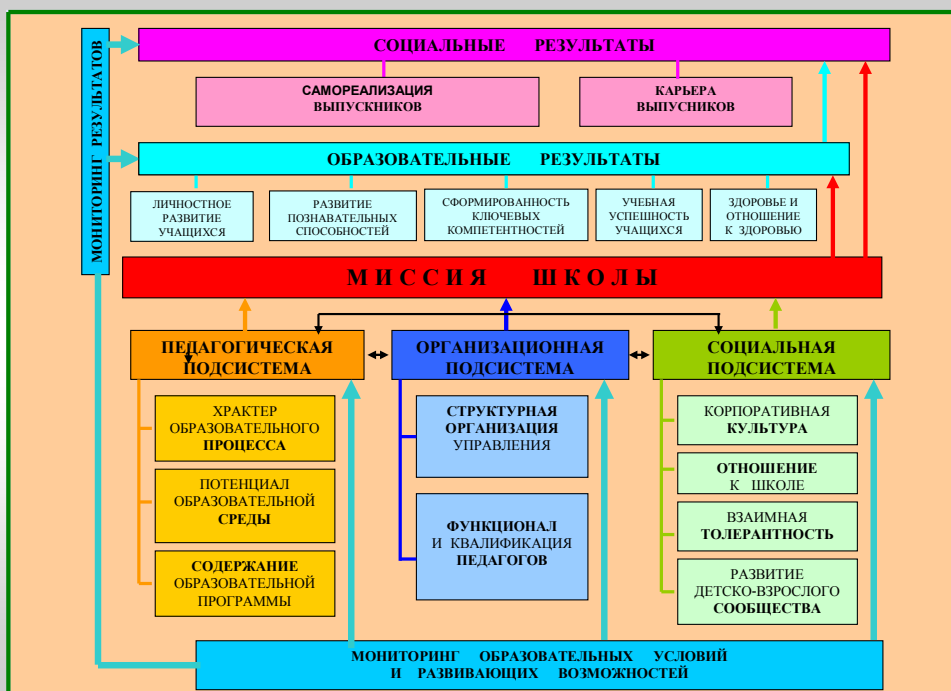 МОНИТОРИНГ РЕЗУЛЬТАТОВ
СОЦИАЛЬНЫЕ РЕЗУЛЬТАТЫ
САМОРЕАЛИЗАЦИЯ
ВЫПУСКНИКОВ
КАРЬЕРА
ВЫПУСНИКОВ
ОБРАЗОВАТЕЛЬНЫЕ РЕЗУЛЬТАТЫ
ЛИЧНОСТНОЕ
РАЗВИТИЕ
УЧАЩИХСЯ
РАЗВИТИЕ
ПОЗНАВАТЕЛЬНЫХ
СПОСОБНОСТЕЙ
СФОРМИРОВАННОСТЬ
КЛЮЧЕВЫХ
КОМПЕТЕНТНОСТЕЙ
УЧЕБНАЯ
УСПЕШНОСТЬ
УЧАЩИХСЯ
ЗДОРОВЬЕ И
ОТНОШЕНИЕ
К ЗДОРОВЬЮ
МИССИЯ ШКОЛЫ
ПЕДАГОГИЧЕСКАЯ
ПОДСИСТЕМА
ОРГАНИЗАЦИОННАЯ
ПОДСИСТЕМА
СОЦИАЛЬНАЯ
ПОДСИСТЕМА
ХРАКТЕР
ОБРАЗОВАТЕЛЬНОГО
ПРОЦЕССА
ПОТЕНЦИАЛ
ОБРАЗОВАТЕЛЬНОЙ
СРЕДЫ
СОДЕРЖАНИЕ
ОБРАЗОВАТЕЛЬНОЙ
ПРОГРАММЫ
СТРУКТУРНАЯ
ОРГАНИЗАЦИЯ
УПРАВЛЕНИЯ
ФУНКЦИОНАЛ
И КВАЛИФИКАЦИЯ
ПЕДАГОГОВ
КОРПОРАТИВНАЯ
КУЛЬТУРА
ОТНОШЕНИЕ
К ШКОЛЕ
ВЗАИМНАЯ
ТОЛЕРАНТНОСТЬ
РАЗВИТИЕ
ДЕТСКО-ВЗРОСЛОГО
СООБЩЕСТВА
МОНИТОРИНГ ОБРАЗОВАТЕЛЬНЫХ УСЛОВИЙ
И РАЗВИВАЮЩИХ ВОЗМОЖНОСТЕЙ